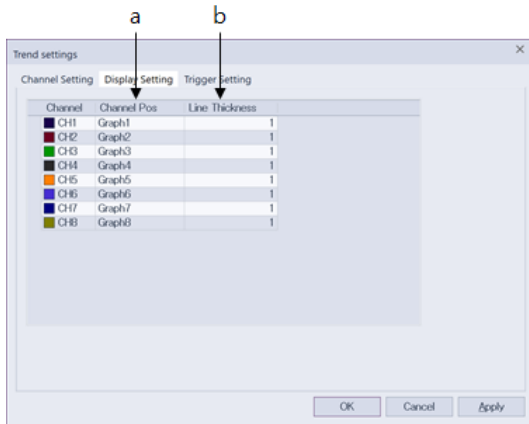 a b
Trend settings ×
Channel Setting Display Setting Trigger Setting
Channel Channel Pos Line Thickness
CH1 Graph1 1
CH2 Graph2 1
CH3 Graph3 1
CH4 Graph4 1
CH5 Graph5 1
CH6 Graph6 1
CH7 Graph7 1
CH8 Graph8 1
OK Cancel Apply